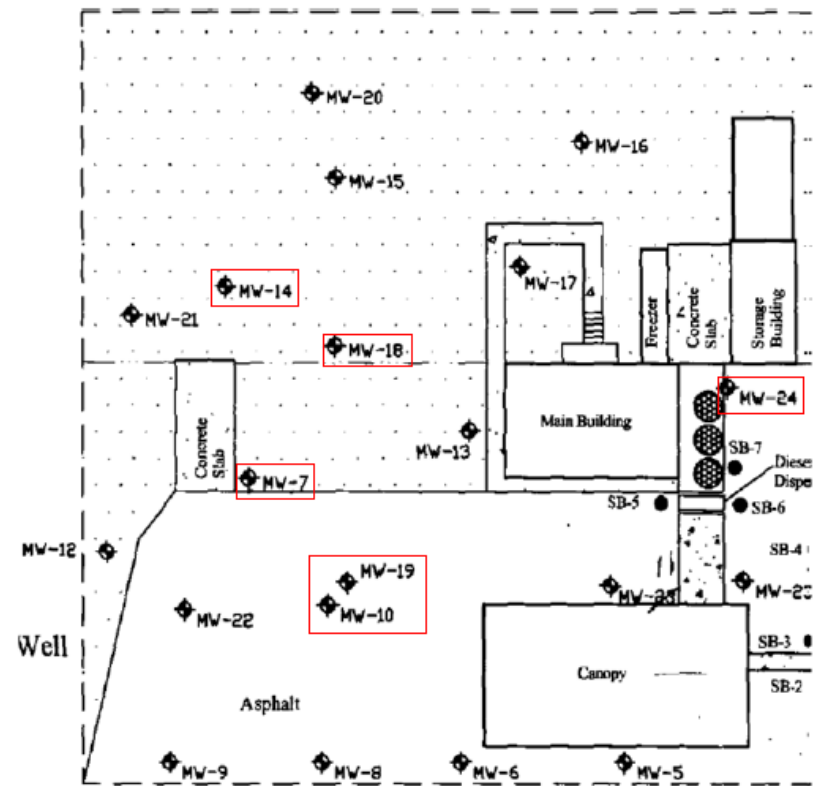 MW-20
MW-16
MW-15
MW-17
MW-14
MW-21
MW-18
Freezer
Concrete
Slab
Storage
Building
MW-24
Main Building
MW-13
Concrete
Slab
SB-7
MW-7
SB-5
SB-6
MW-12
MW-19
SB-4
MW-10
MW-22
Well
SB-3
Canopy
SB-2
Asphalt
MW-9
MW-8
MW-6
MW-5